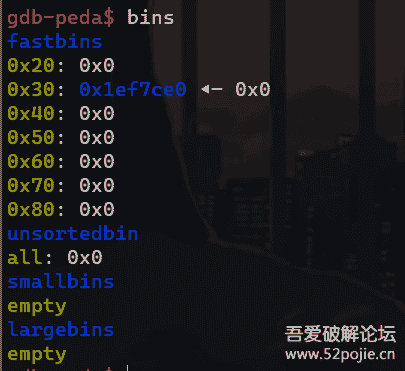 gdb-peda$ bins
fastbins
0x20: 0x0
0x30: 0x1ef7ce0 ◂— 0x0
0x40: 0x0
0x50: 0x0
0x60: 0x0
0x70: 0x0
0x80: 0x0
unsortedbin
all: 0x0
smallbins
empty
largebins
empty
吾爱破解论坛
www.52pojie.cn